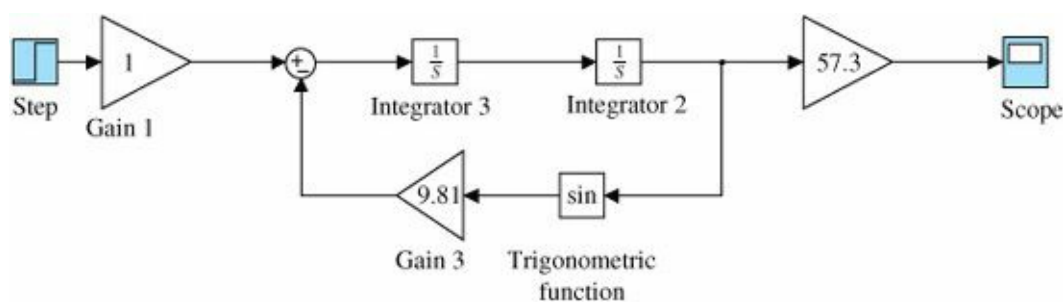 1
+
−
1
S
1
S
57.3
Step
Gain 1
Integrator 3
Integrator 2
Scope
9.81
sin
Gain 3
Trigonometric
function